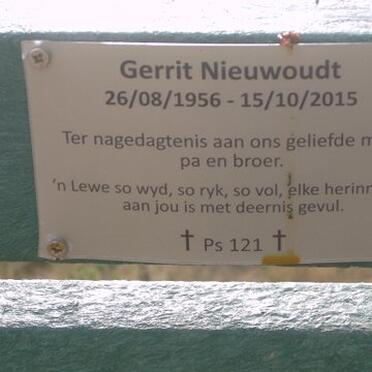 Gerrit Nieuwoudt
26/08/1956 - 15/10/2015
Ter nagedagtenis aan ons geliefde
pa en broer.
'n Lewe so wyd, so ryk, so vol, elke
aan jou is met deernis gevul.
† Ps 121 †